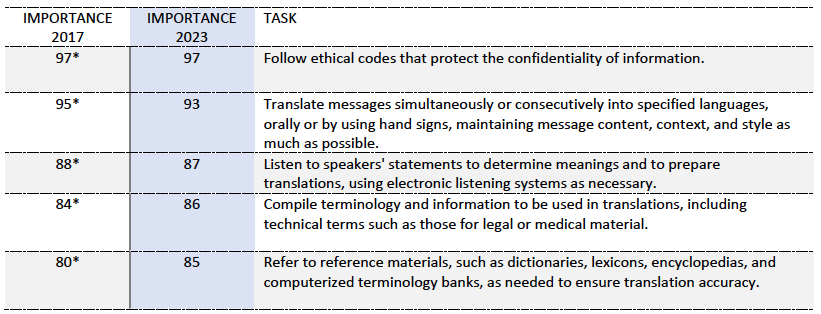 IMPORTANCE 2017 IMPORTANCE 2023 TASK
97* 97 Follow ethical codes that protect the confidentiality of information.
95* 93 Translate messages simultaneously or consecutively into specified languages,
orally or by using hand signs, maintaining message content, context, and style as
much as possible.
88* 87 Listen to speakers' statements to determine meanings and to prepare
translations, using electronic listening systems as necessary.
84* 86 Compile terminology and information to be used in translations, including
technical terms such as those for legal or medical material.
80* 85 Refer to reference materials, such as dictionaries, lexicons, encyclopedias, and
computerized terminology banks, as needed to ensure translation accuracy.